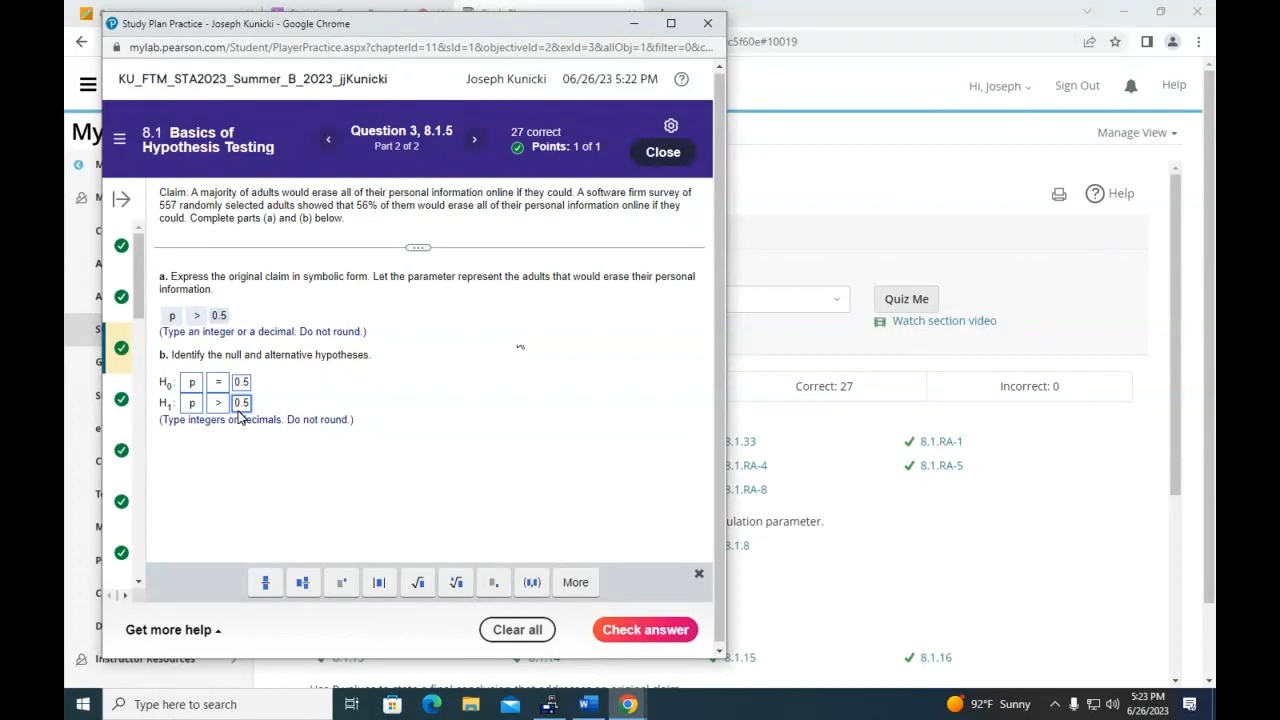 Study Plan Practice - Joseph Kunicki - Google Chrome
mylab.pearson.com/Student/PlayerPractice.aspx?chapterId=11&sId=1&objectiveId=2&exId=3&allObj=1&filter=0&c...
c5f60e#10019
KU_FTM_STA2023_Summer_B_2023_jjKunicki
Joseph Kunicki
06/26/23 5:22 PM
Hi, Joseph
Sign Out
Help
My
Manage View
8.1 Basics of
Hypothesis Testing
Question 3, 8.1.5
Part 2 of 2
27 correct
Points: 1 of 1
Close
Help
Claim: A majority of adults would erase all of their personal information online if they could. A software firm survey of
557 randomly selected adults showed that 56% of them would erase all of their personal information online if they
could. Complete parts (a) and (b) below.
a. Express the original claim in symbolic form. Let the parameter represent the adults that would erase their personal
information.
p > 0.5
(Type an integer or a decimal. Do not round.)
b. Identify the null and alternative hypotheses.
H0: p = 0.5
H1: p > 0.5
(Type integers or decimals. Do not round.)
Quiz Me
Watch section video
Correct: 27
Incorrect: 0
8.1.33
8.1.RA-1
8.1.RA-4
8.1.RA-5
8.1.RA-8
ulation parameter.
8.1.8
More
Get more help
Clear all
Check answer
8.1.15
8.1.16
Instructor Resources
Type here to search
92°F Sunny
5:23 PM
6/26/2023